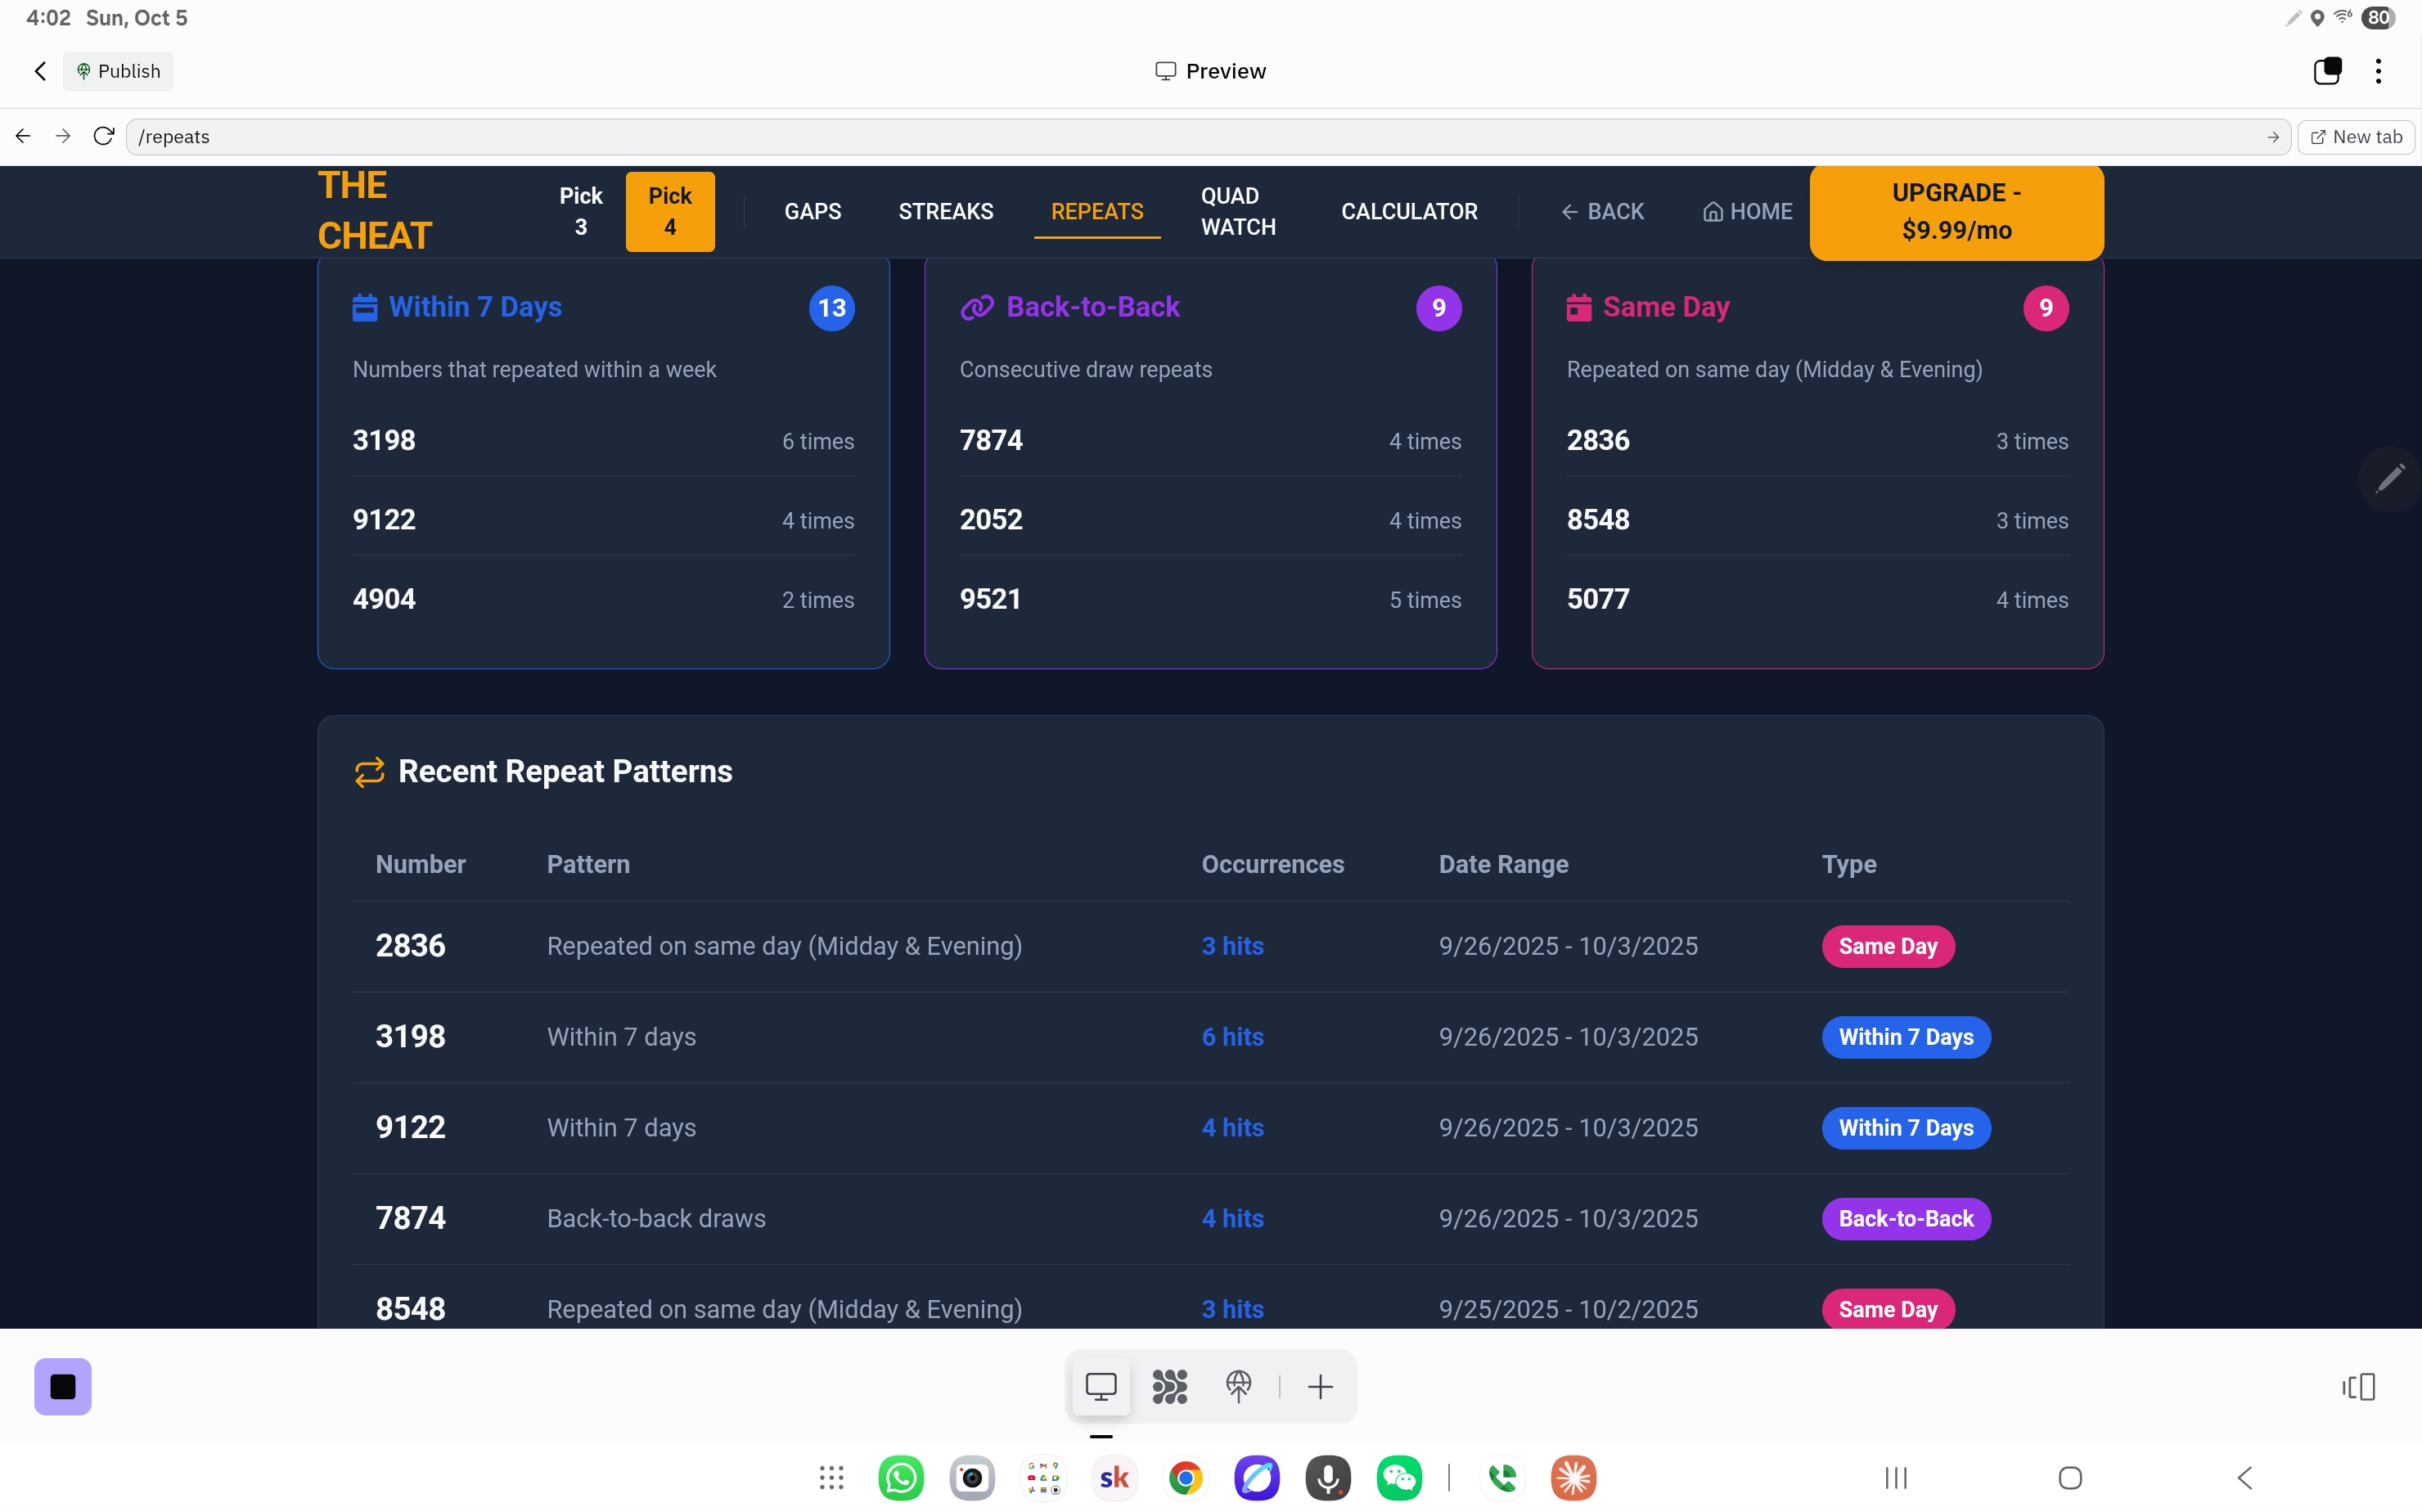 4:02 Sun, Oct 5
80
Publish
Preview
/repeats
New tab
THE
CHEAT
Pick
3
Pick
4
GAPS
STREAKS
REPEATS
QUAD
WATCH
CALCULATOR
BACK
HOME
UPGRADE -
$9.99/mo
Within 7 Days
13
Numbers that repeated within a week
3198 6 times
9122 4 times
4904 2 times
Back-to-Back
9
Consecutive draw repeats
7874 4 times
2052 4 times
9521 5 times
Same Day
9
Repeated on same day (Midday & Evening)
2836 3 times
8548 3 times
5077 4 times
Recent Repeat Patterns
Number Pattern Occurrences Date Range Type
2836 Repeated on same day (Midday & Evening) 3 hits 9/26/2025 - 10/3/2025 Same Day
3198 Within 7 days 6 hits 9/26/2025 - 10/3/2025 Within 7 Days
9122 Within 7 days 4 hits 9/26/2025 - 10/3/2025 Within 7 Days
7874 Back-to-back draws 4 hits 9/26/2025 - 10/3/2025 Back-to-Back
8548 Repeated on same day (Midday & Evening) 3 hits 9/25/2025 - 10/2/2025 Same Day
sk